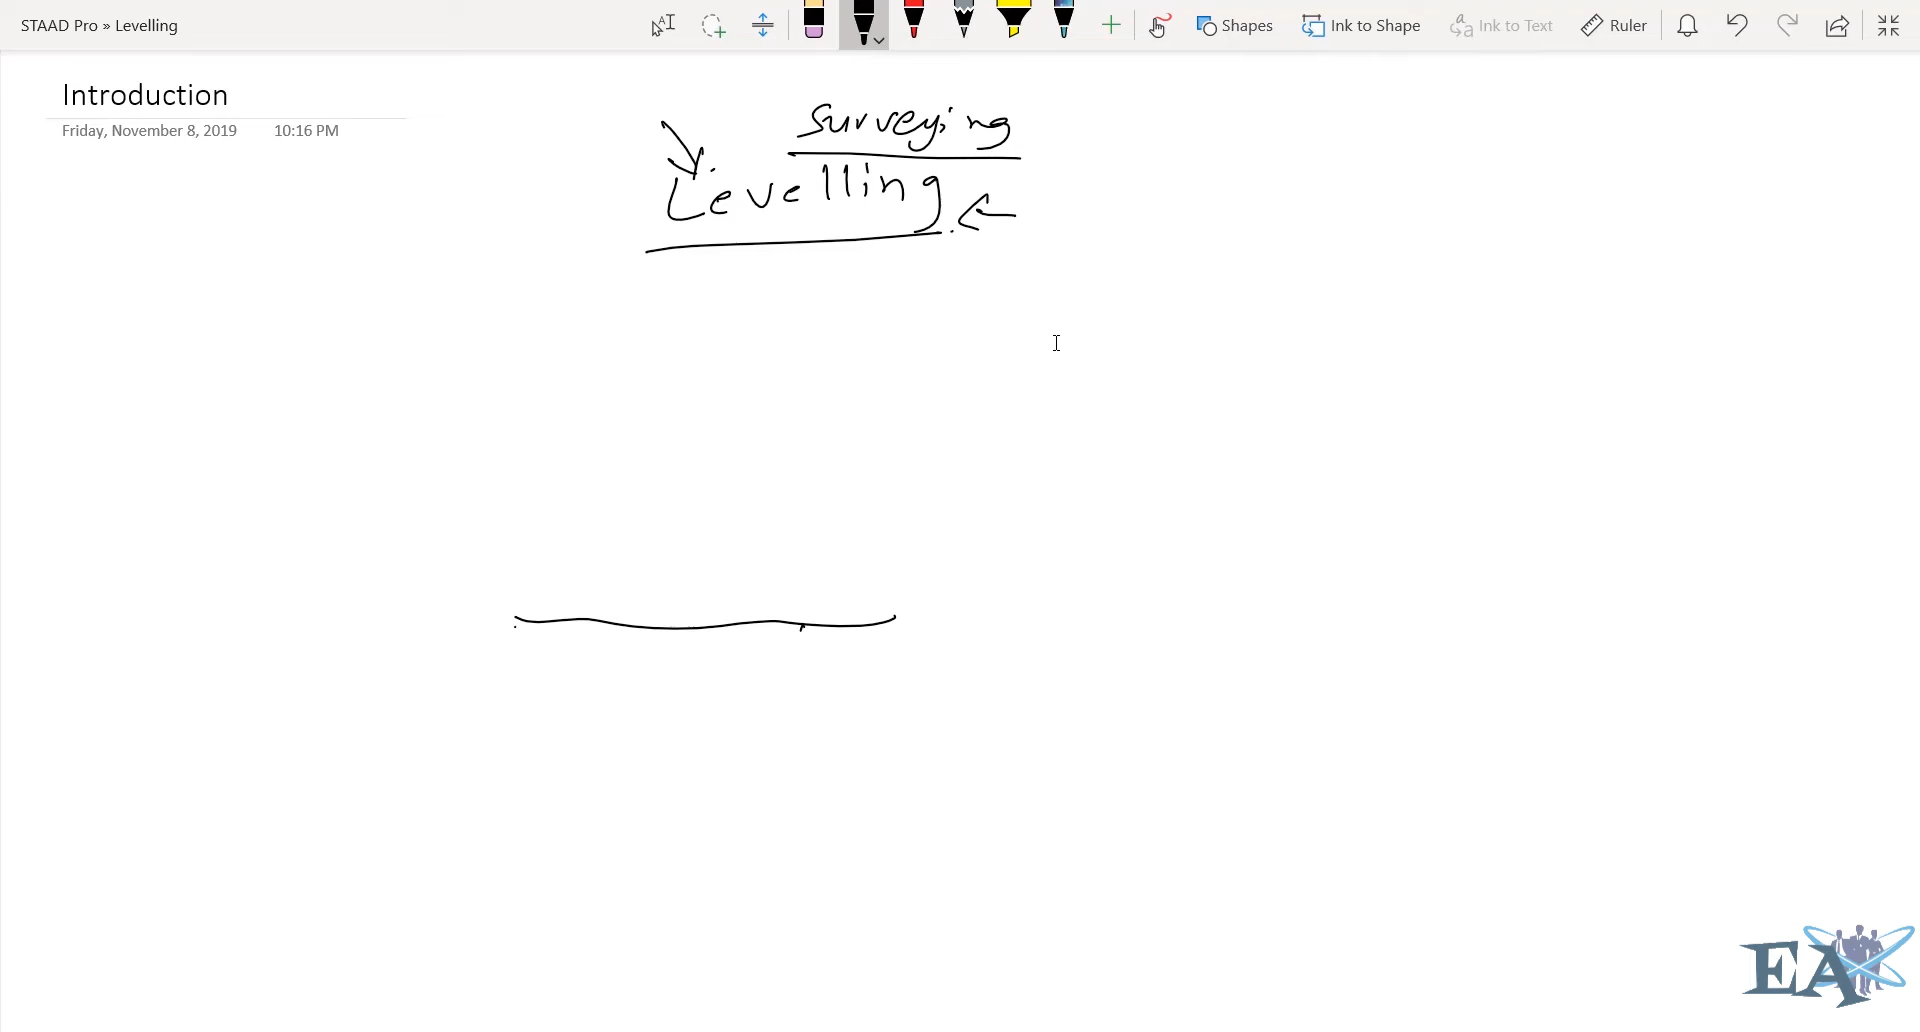 STAAD Pro » Levelling
Shapes
Ink to Shape
Ink to Text
Ruler
Introduction
Friday, November 8, 2019 10:16 PM
Surveying
Levelling
EA